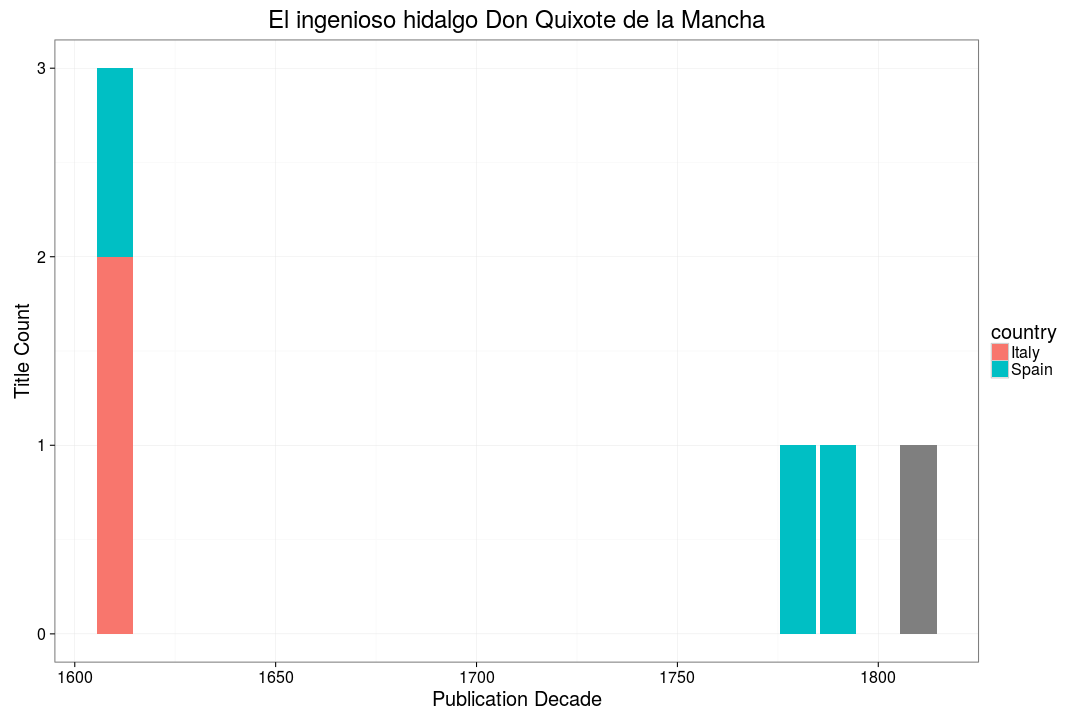 El ingenioso hidalgo Don Quixote de la Mancha
3
2
1
0
Title Count
1600 1650 1700 1750 1800
Publication Decade
country
Italy
Spain